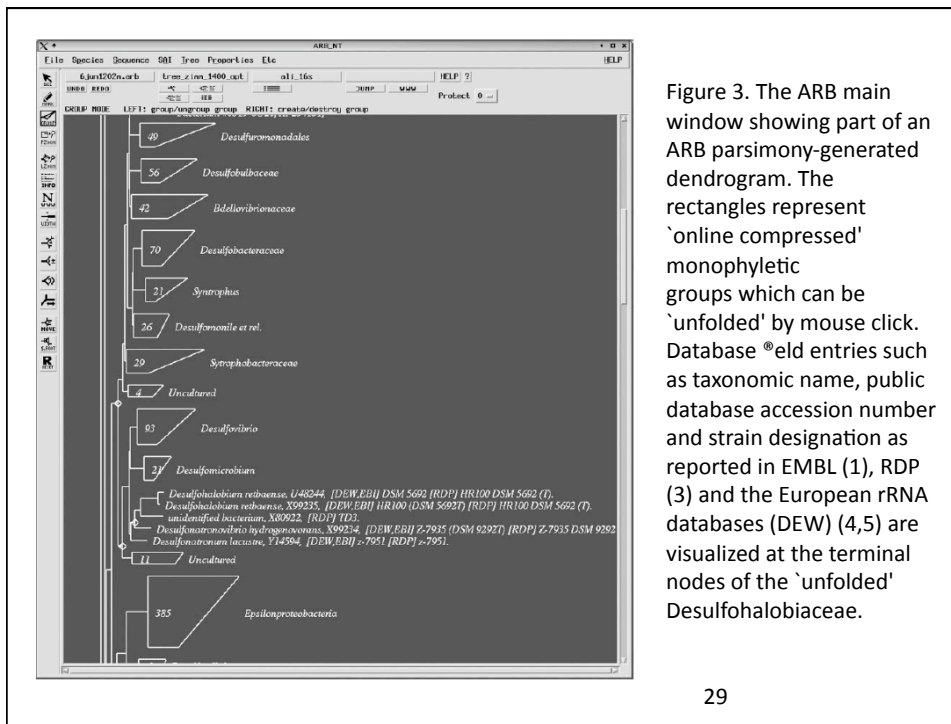 ARB_NT
File Species Sequence SAI Tree Properties Etc HELP
6jun1202n.arb tree_zinn_1400_opt ali_16s HELP ?
UNDO REDO JUMP WWW Protect 0
GROUP MODE LEFT: group/ungroup group RIGHT: create/destroy group
49 Desulfuromonadales
56 Desulfobulbaceae
42 Bdellovibrionaceae
70 Desulfobacteraceae
21 Syntrophus
26 Desulfomonile et rel.
29 Sytrophobacteraceae
4 Uncultured
93 Desulfovibrio
21 Desulfomicrobium
Desulfohalobium retbaense, U48244, [DEW,EBI] DSM 5692 [RDP] HR100 DSM 5692 (T).
Desulfohalobium retbaense, X99235, [DEW,EBI] HR100 (DSM 5692T) [RDP] HR100 DSM 5692 (T).
unidentified bacterium, X80922, [RDP] TD3.
Desulfonatronovibrio hydrogenovorans, X99234, [DEW,EBI] Z-7935 (DSM 9292T) [RDP] Z-7935 DSM 9292
Desulfonatronum lacustre, Y14594, [DEW,EBI] z-7951 [RDP] z-7951.
11 Uncultured
385 Epsilonproteobacteria
Figure 3. The ARB main
window showing part of an
ARB parsimony-generated
dendrogram. The
rectangles represent
`online compressed'
monophyletic
groups which can be
`unfolded' by mouse click.
Database ®eld entries such
as taxonomic name, public
database accession number
and strain designation as
reported in EMBL (1), RDP
(3) and the European rRNA
databases (DEW) (4,5) are
visualized at the terminal
nodes of the `unfolded'
Desulfohalobiaceae.
29